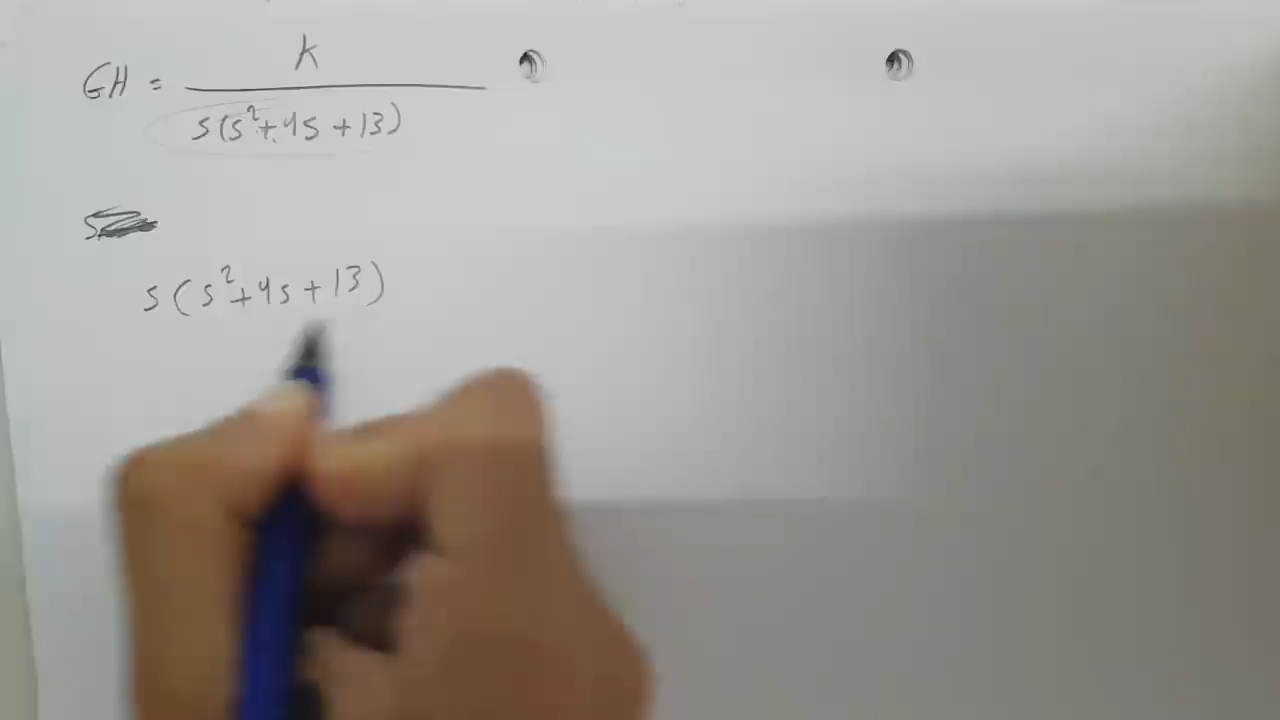 GH = K / s(s²+4s+13)
s
s(s²+4s+13)